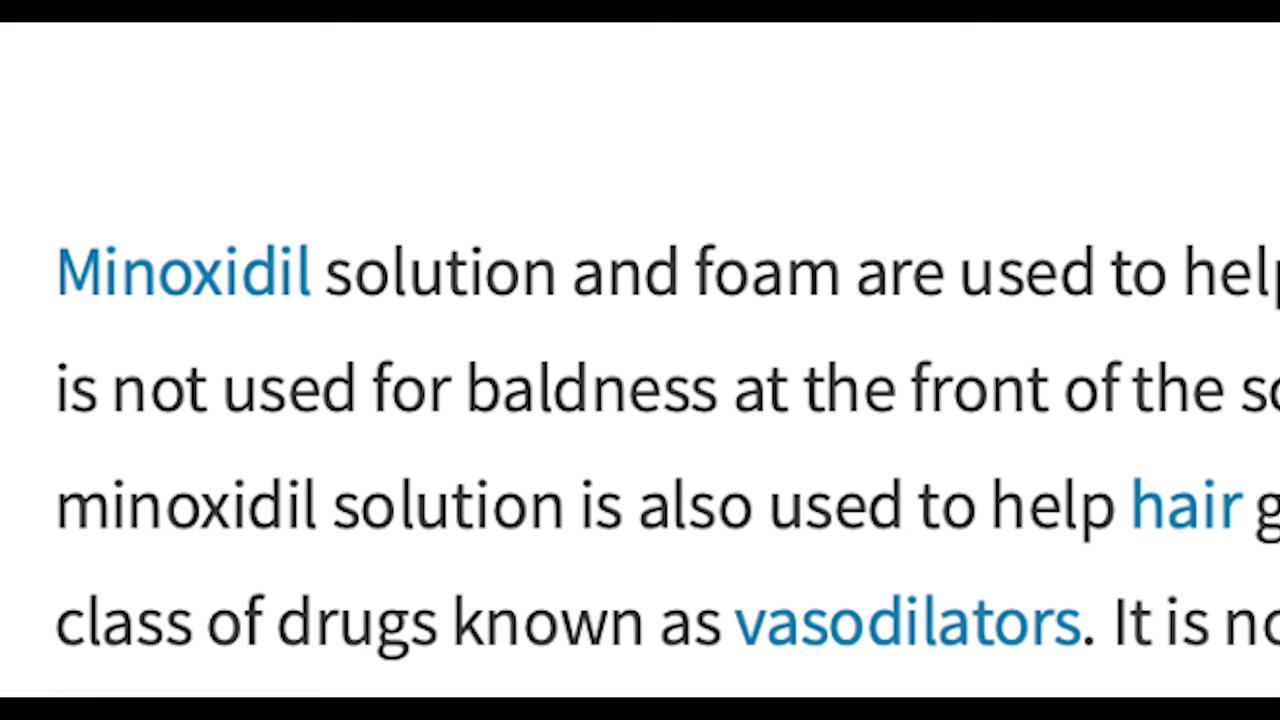 Minoxidil solution and foam are used to help
is not used for baldness at the front of the
minoxidil solution is also used to help hair
class of drugs known as vasodilators. It is